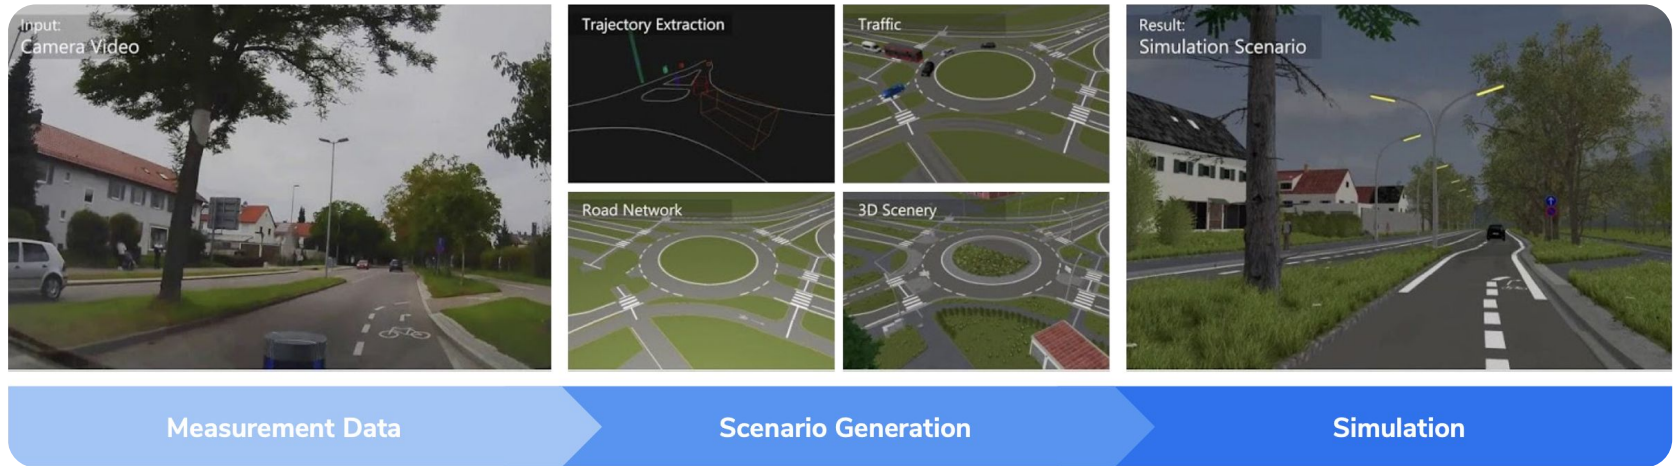 Input:
Camera Video
Trajectory Extraction
Traffic
Road Network
3D Scenery
Result:
Simulation Scenario
Measurement Data
Scenario Generation
Simulation